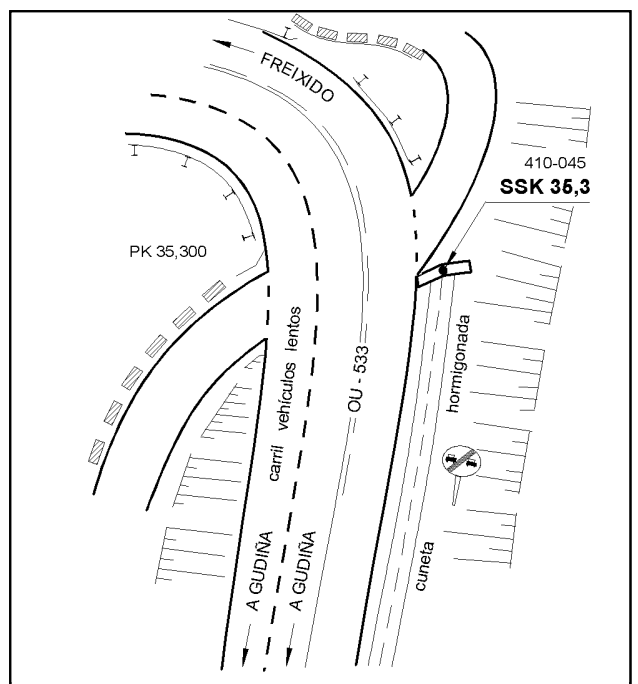 FREIXIDO
410-045
SSK 35,3
PK 35,300
carril vehículos lentos
OU - 533
hormigonada
cuneta
A GUDIÑA
A GUDIÑA